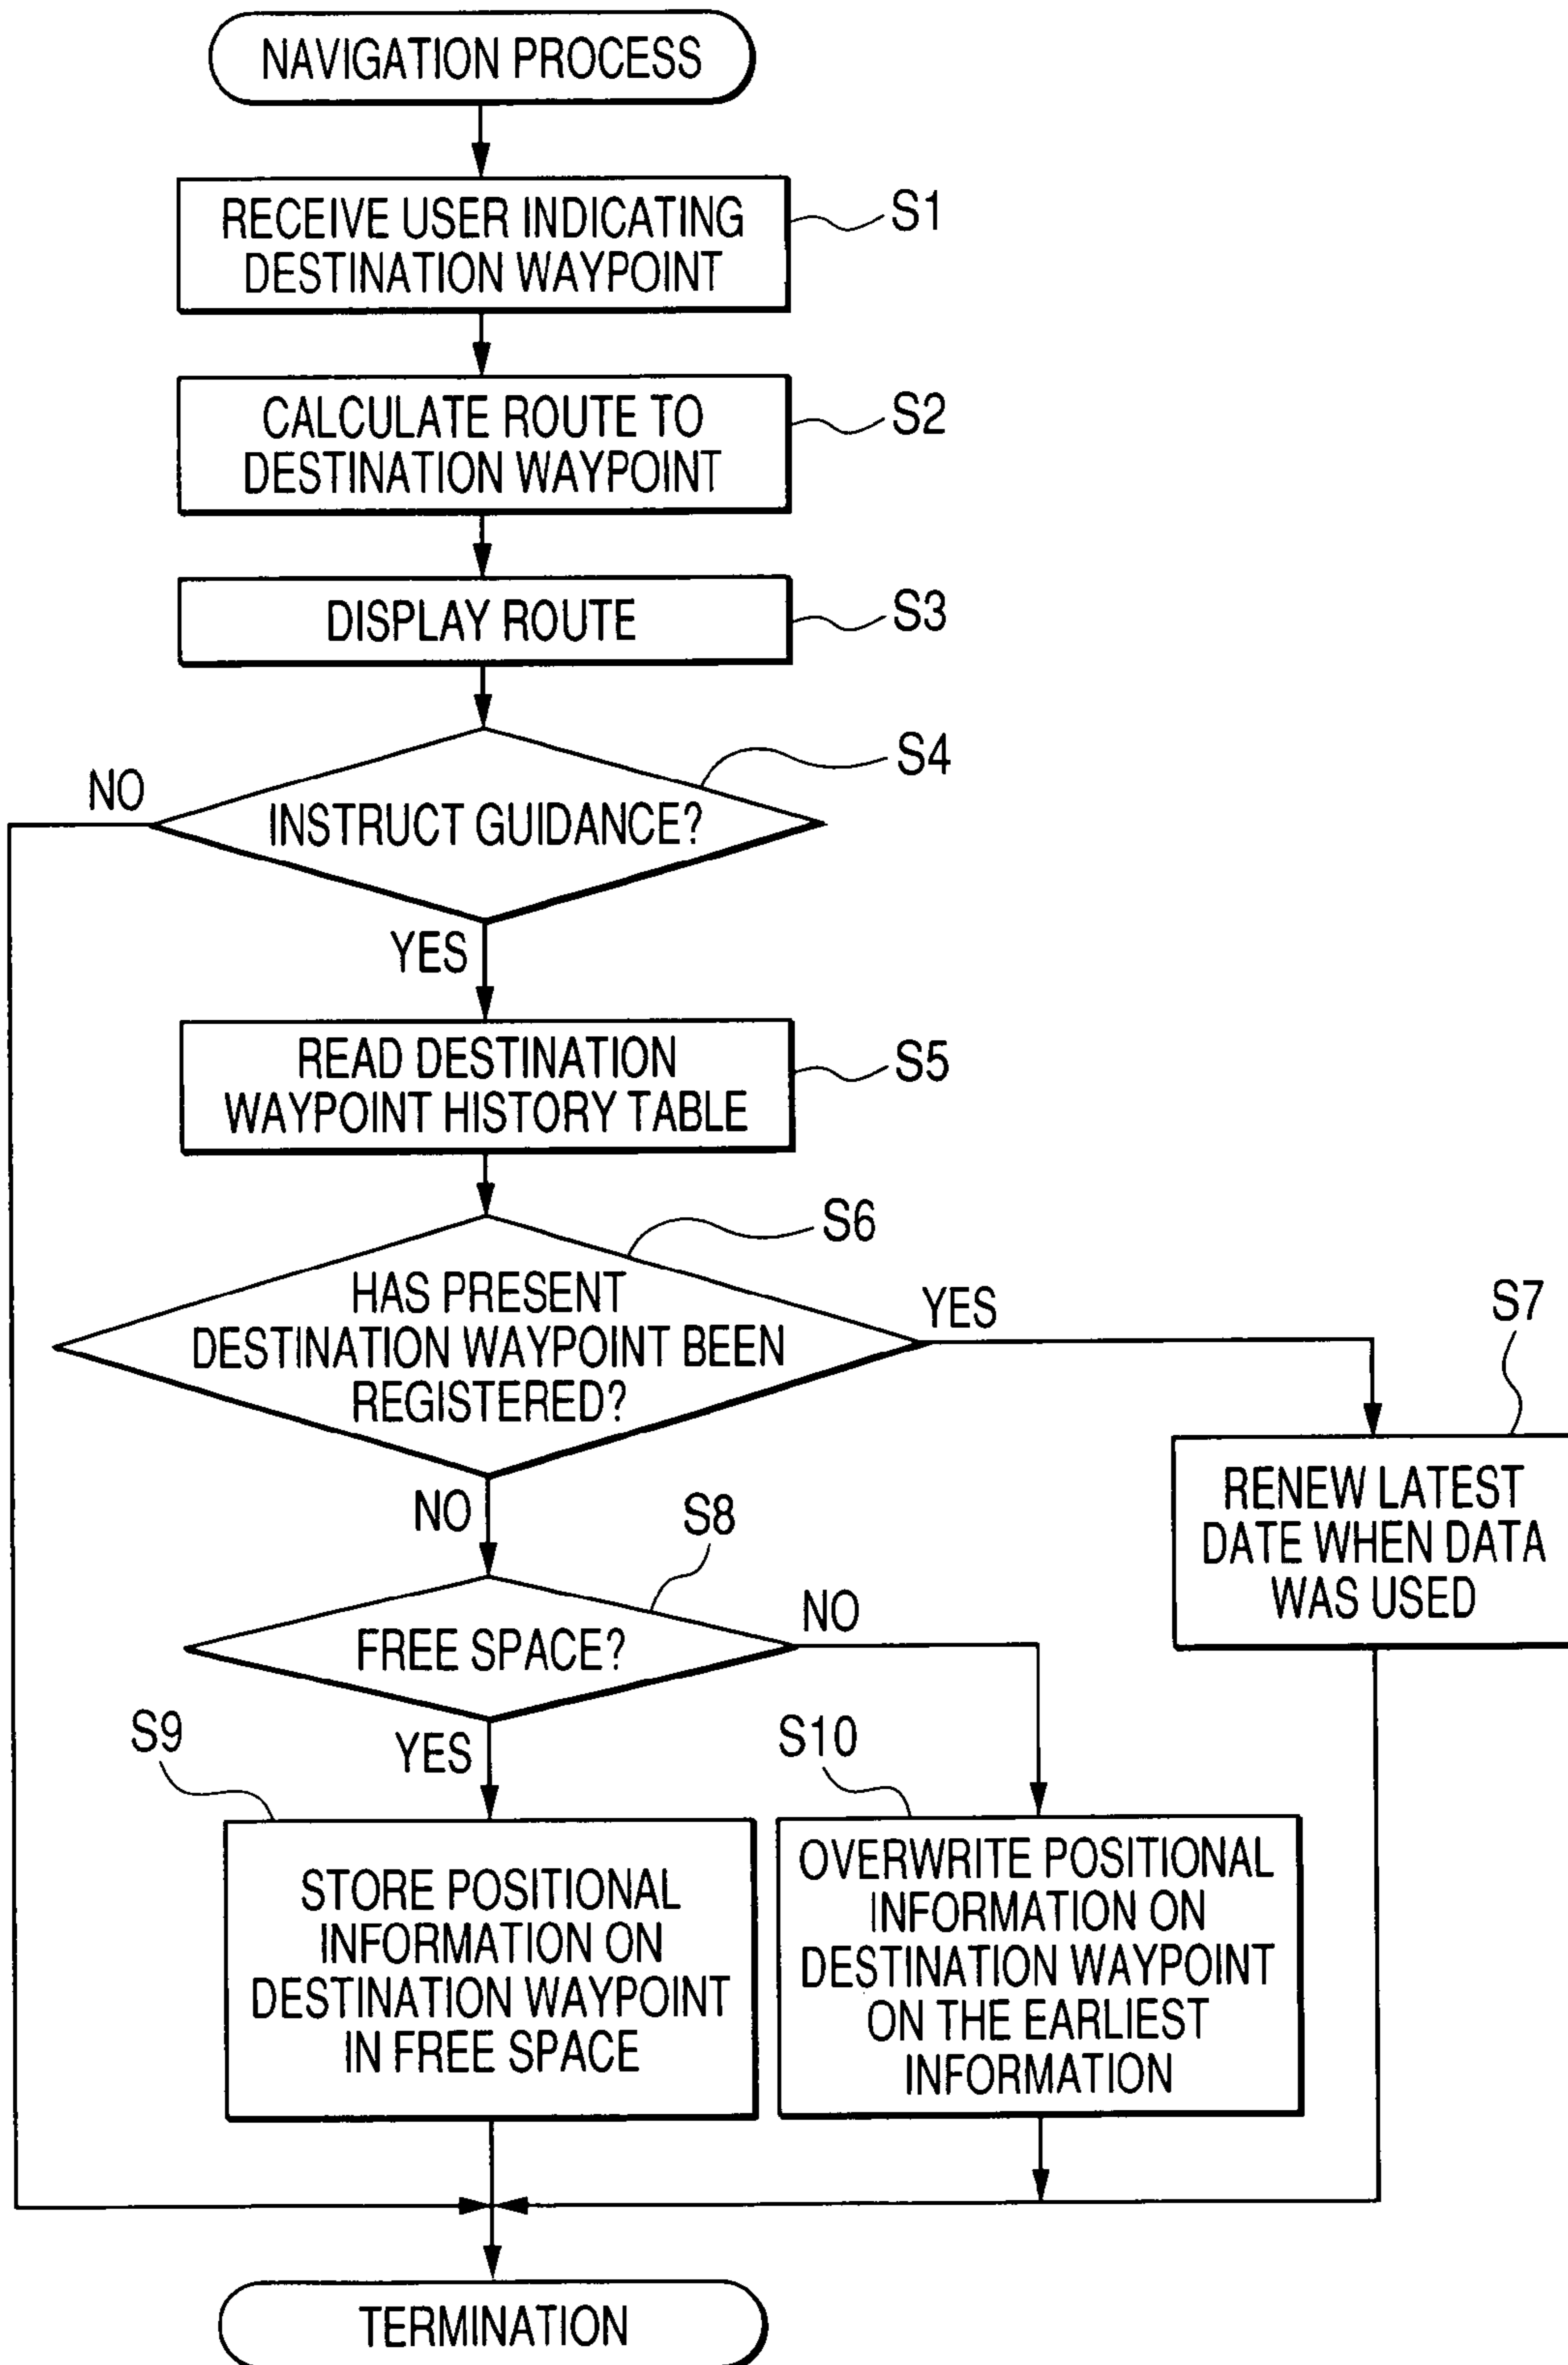 NAVIGATION PROCESS
RECEIVE USER INDICATING
DESTINATION WAYPOINT
S1
CALCULATE ROUTE TO
DESTINATION WAYPOINT
S2
DISPLAY ROUTE
S3
S4
NO
INSTRUCT GUIDANCE?
YES
READ DESTINATION
WAYPOINT HISTORY TABLE
S5
S6
HAS PRESENT
DESTINATION WAYPOINT BEEN
REGISTERED?
YES
S7
RENEW LATEST
DATE WHEN DATA
WAS USED
NO
S8
FREE SPACE?
NO
YES
S9
STORE POSITIONAL
INFORMATION ON
DESTINATION WAYPOINT
IN FREE SPACE
S10
OVERWRITE POSITIONAL
INFORMATION ON
DESTINATION WAYPOINT
ON THE EARLIEST
INFORMATION
TERMINATION